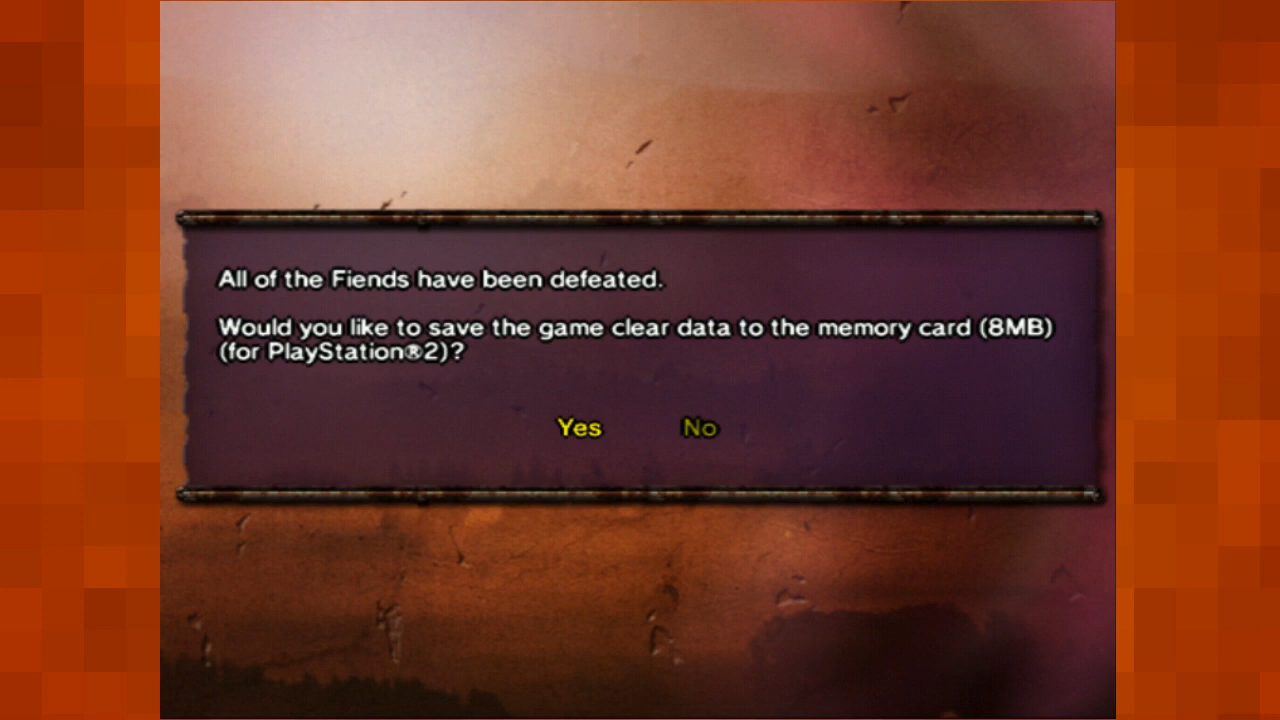 All of the Fiends have been defeated.
Would you like to save the game clear data to the memory card (8MB)
(for PlayStation®2)?
Yes No